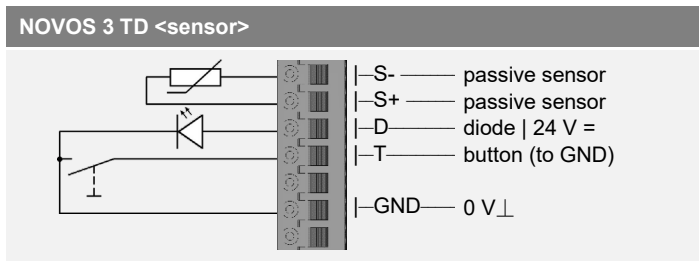 NOVOS 3 TD <sensor>
S- passive sensor
S+ passive sensor
D diode | 24 V =
T button (to GND)
GND 0 V⊥